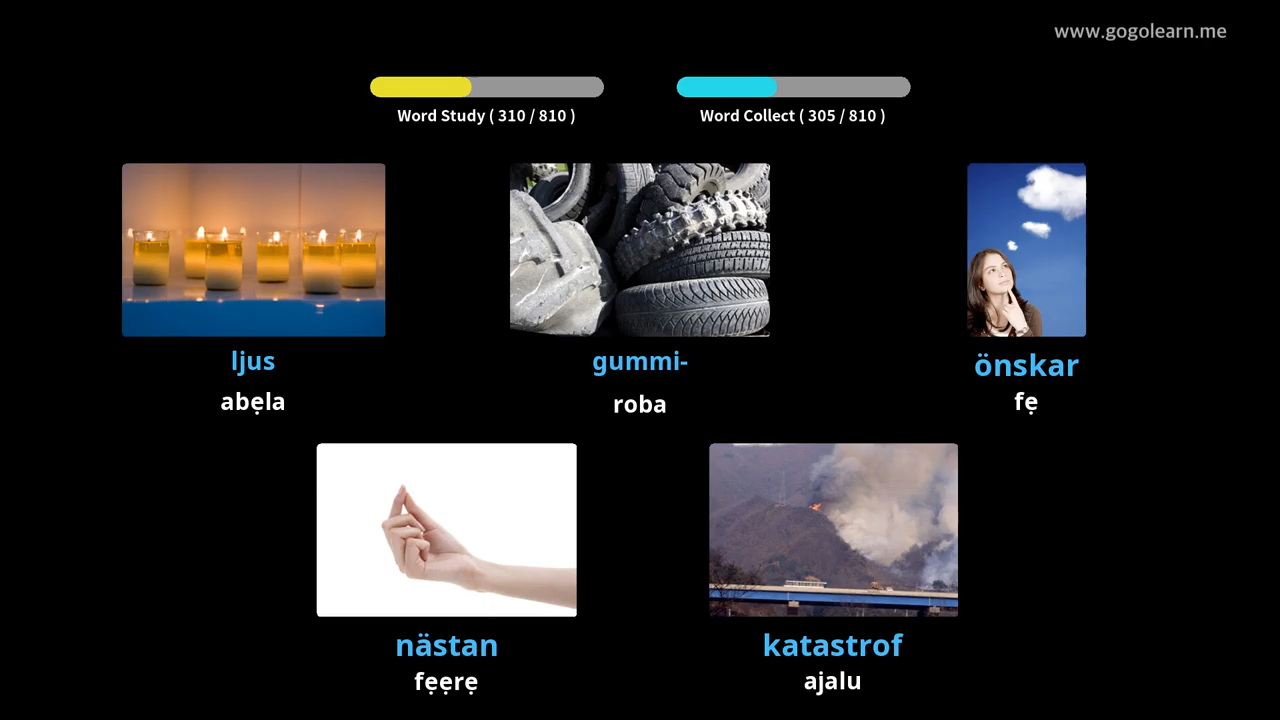 www.gogolearn.me
Word Study ( 310 / 810 )
Word Collect ( 305 / 810 )
ljus
abẹla
gummi-
roba
önskar
fẹ
nästan
fẹẹrẹ
katastrof
ajalu